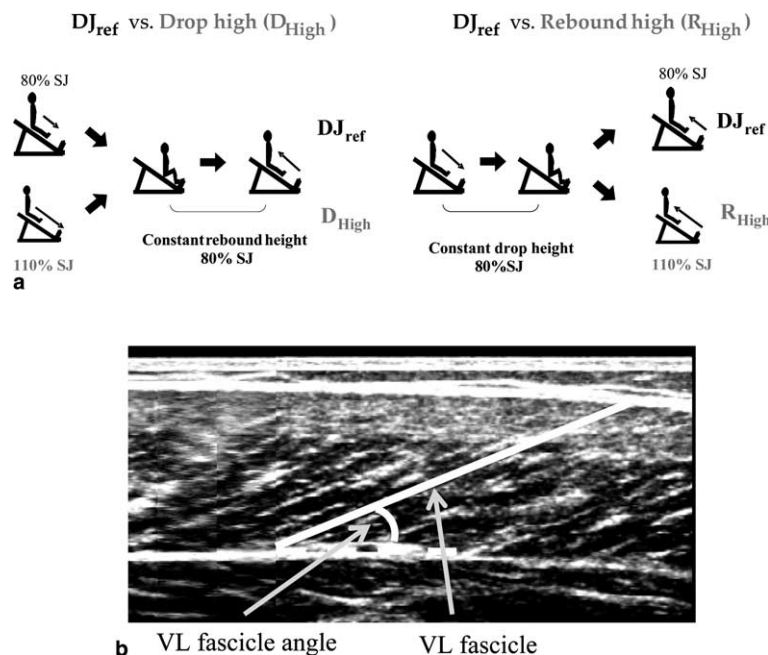 DJref vs. Drop high (DHigh )
DJref vs. Rebound high (RHigh )
80% SJ
DJref
DHigh
Constant rebound height
80% SJ
110% SJ
80% SJ
DJref
RHigh
Constant drop height
80%SJ
110% SJ
a
VL fascicle angle
VL fascicle
b